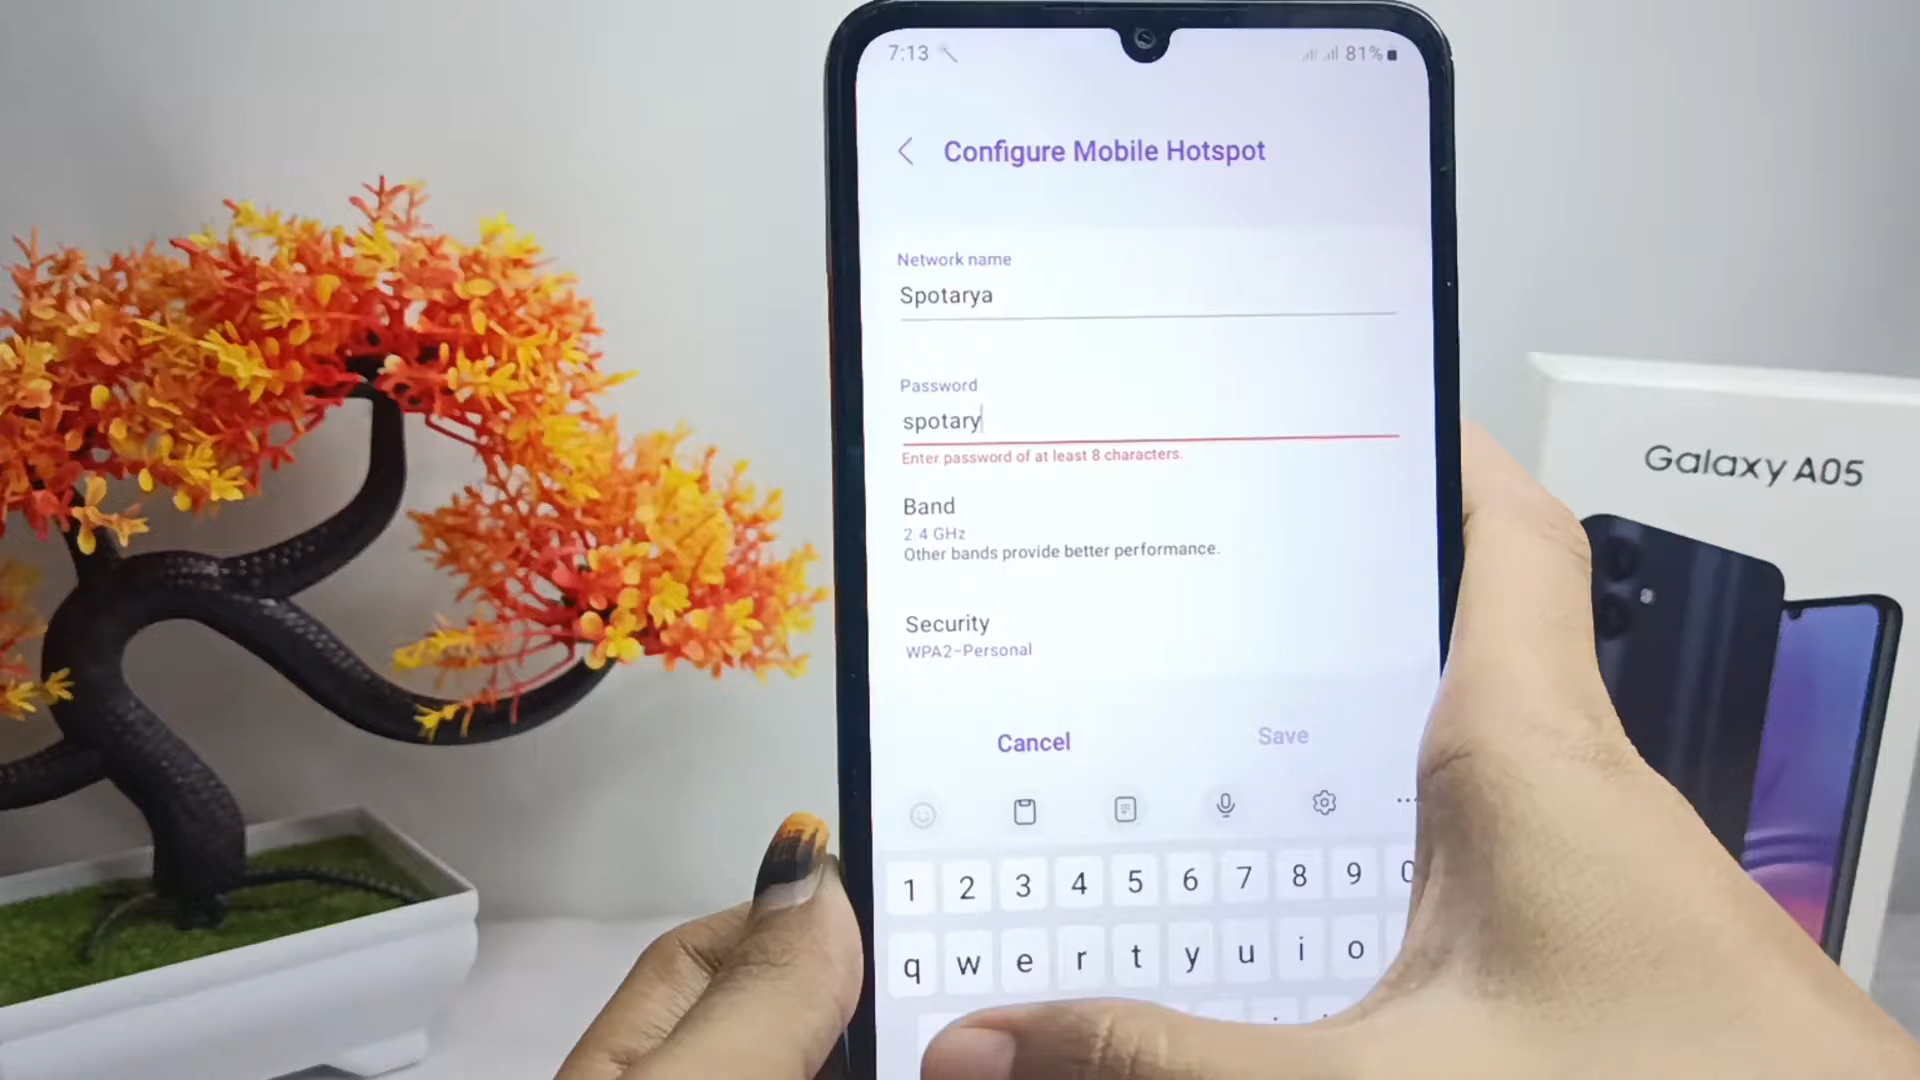 7:13 81%
Configure Mobile Hotspot
Network name
Spotarya
Password
spotary
Enter password of at least 8 characters.
Band
2.4 GHz
Other bands provide better performance.
Security
WPA2-Personal
Cancel Save
1 2 3 4 5 6 7 8 9 0
q w e r t y u i o
Galaxy A05